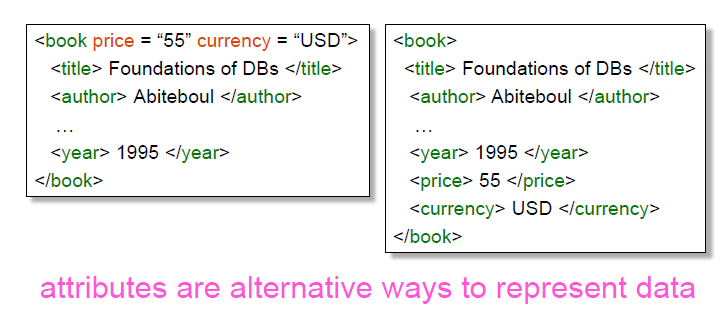 <book price = “55” currency = “USD”>
<title> Foundations of DBs </title>
<author> Abiteboul </author>
…
<year> 1995 </year>
</book>
<book>
<title> Foundations of DBs </title>
<author> Abiteboul </author>
…
<year> 1995 </year>
<price> 55 </price>
<currency> USD </currency>
</book>
attributes are alternative ways to represent data